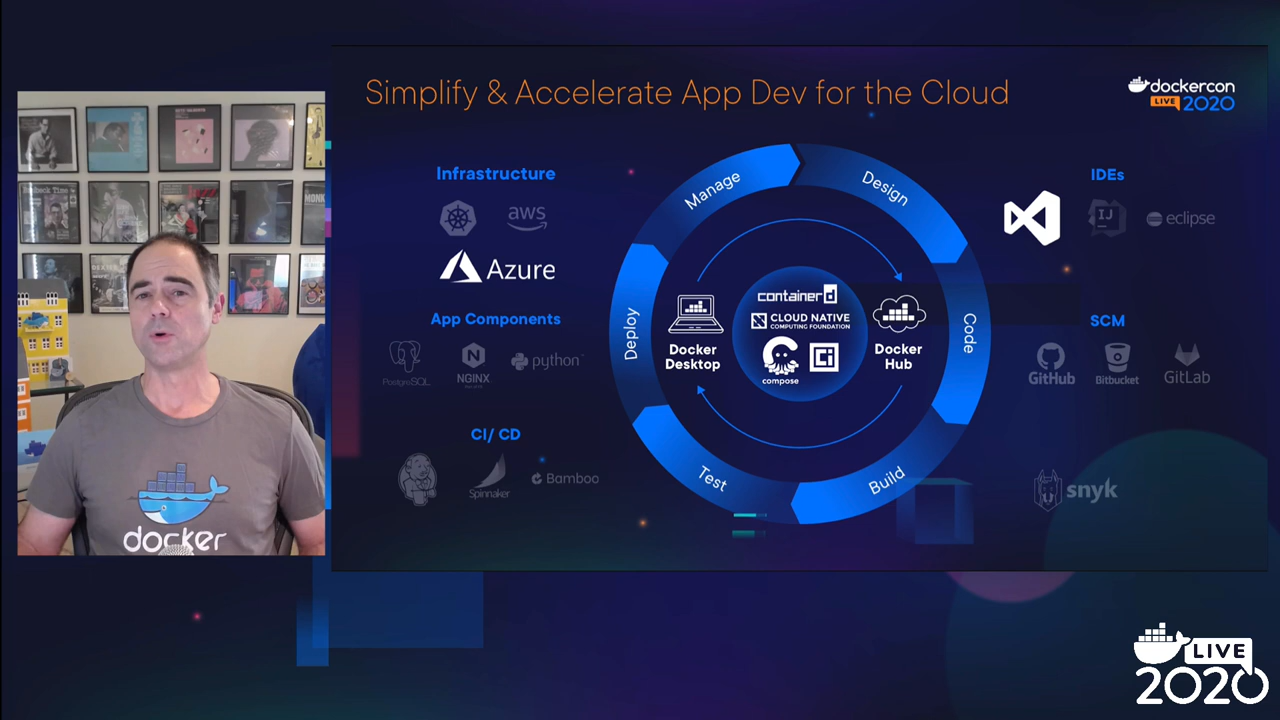 Simplify & Accelerate App Dev for the Cloud
dockercon
LIVE 2020
Infrastructure
aws
Azure
App Components
PostgreSQL
NGINX
python
CI/ CD
Spinnaker
Bamboo
Manage
Design
Code
Build
Test
Deploy
Docker
Desktop
containerd
CLOUD NATIVE
COMPUTING FOUNDATION
compose
Ci
Docker
Hub
IDEs
IJ
eclipse
SCM
GitHub
Bitbucket
GitLab
snyk
docker
LIVE
2020